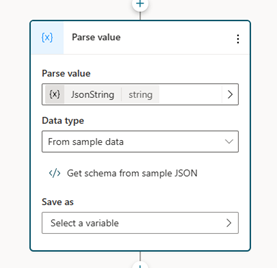 {x} Parse value
Parse value
{x} JsonString string
Data type
From sample data
</> Get schema from sample JSON
Save as
Select a variable